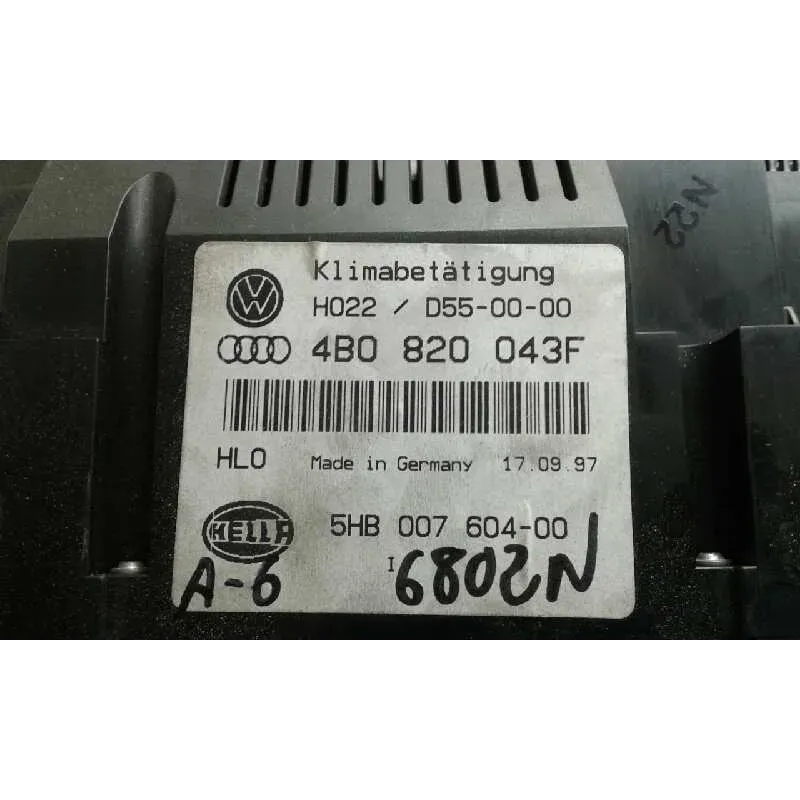 N22
Klimabetätigung
H022 / D55-00-00
4B0 820 043F
HL0 Made in Germany 17.09.97
HELLA 5HB 007 604-00
I
A-6 6802N